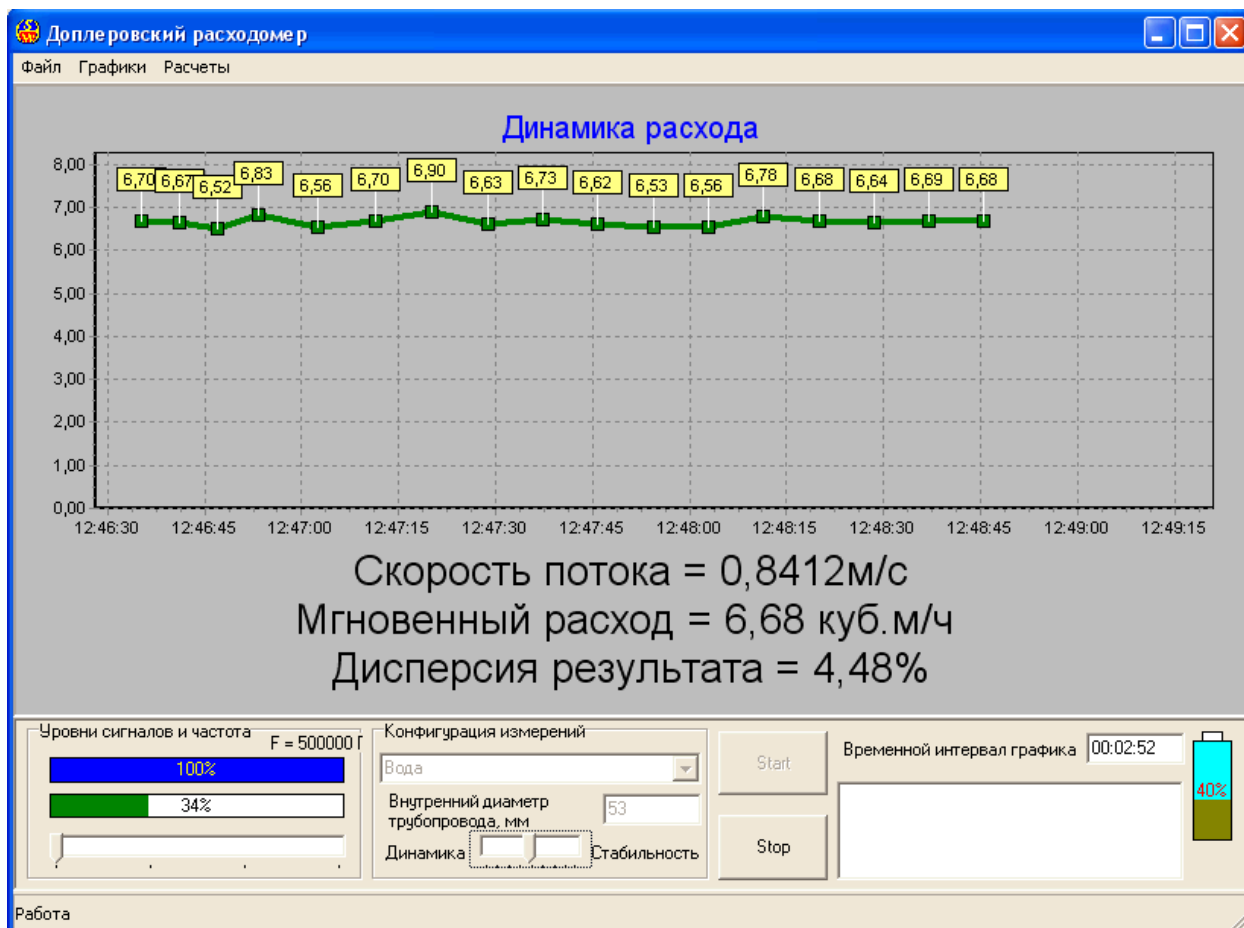 Доплеровский расходомер
Файл Графики Расчеты
Динамика расхода
8,00
7,00
6,00
5,00
4,00
3,00
2,00
1,00
0,00
6,70 6,67 6,52 6,83 6,56 6,70 6,90 6,63 6,73 6,62 6,53 6,56 6,78 6,68 6,64 6,69 6,68
12:46:30 12:46:45 12:47:00 12:47:15 12:47:30 12:47:45 12:48:00 12:48:15 12:48:30 12:48:45 12:49:00 12:49:15
Скорость потока = 0,8412м/с
Мгновенный расход = 6,68 куб.м/ч
Дисперсия результата = 4,48%
Уровни сигналов и частота
F = 500000 Г
100%
34%
Конфигурация измерений
Вода
Внутренний диаметр
трубопровода, мм
53
Динамика Стабильность
Start
Stop
Временной интервал графика 00:02:52
40%
Работа